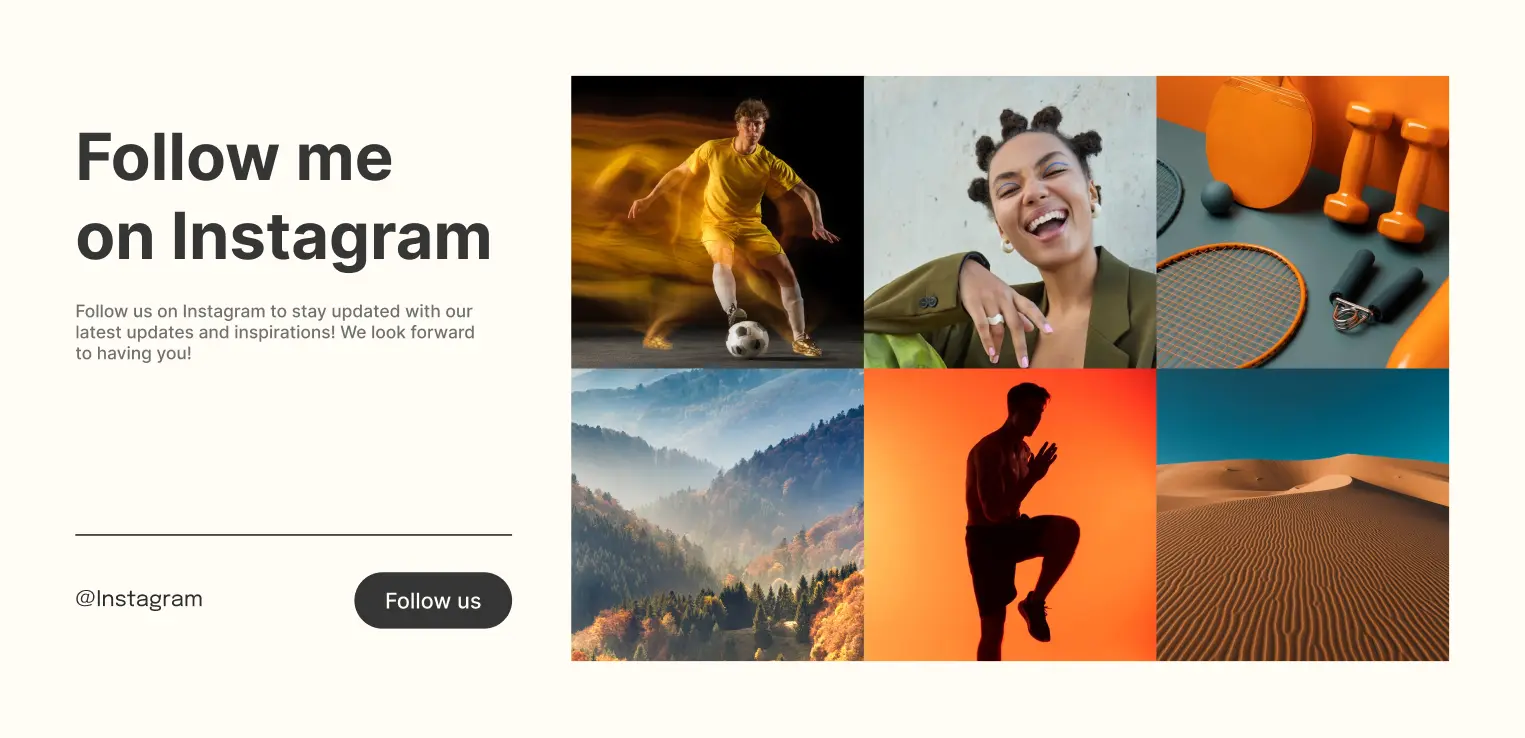 Follow me
on Instagram
Follow us on Instagram to stay updated with our
latest updates and inspirations! We look forward
to having you!
@Instagram
Follow us